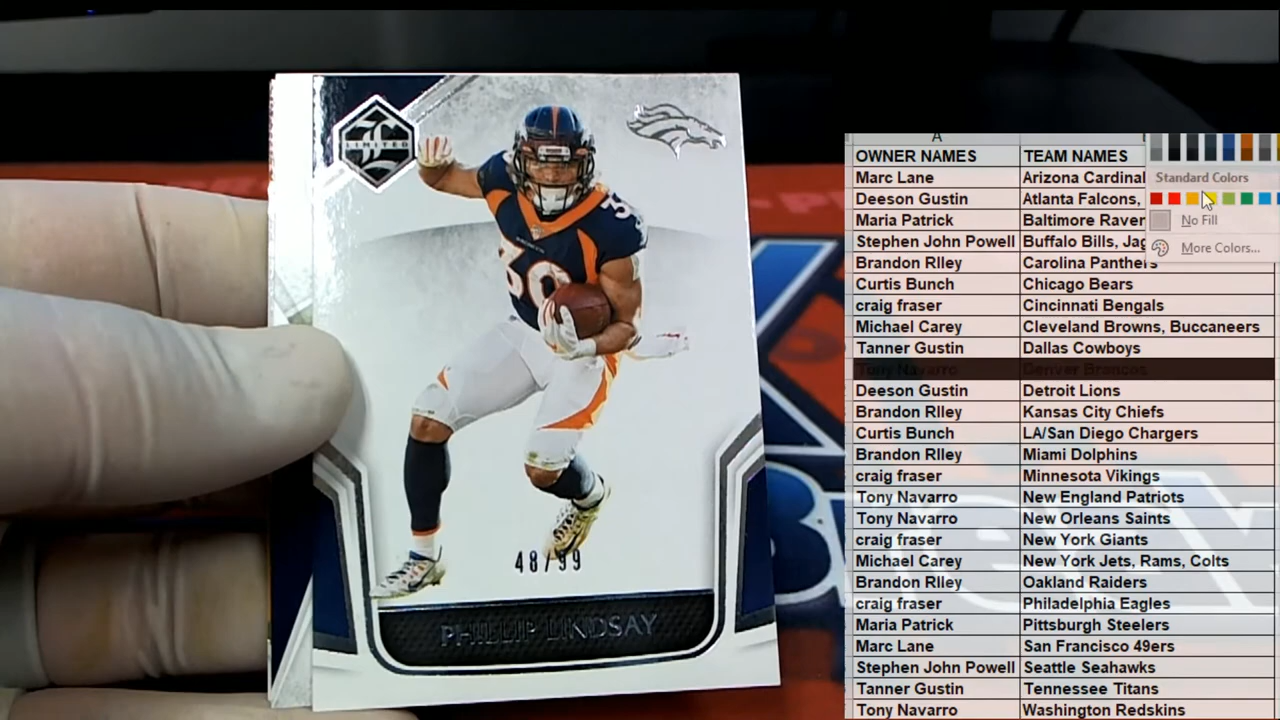 LIMITED
30
48/99
PHILLIP LINDSAY
A
OWNER NAMES TEAM NAMES
Marc Lane Arizona Cardinal
Deeson Gustin Atlanta Falcons,
Maria Patrick Baltimore Raver
Stephen John Powell Buffalo Bills, Jag
Brandon RIley Carolina Panthers
Curtis Bunch Chicago Bears
craig fraser Cincinnati Bengals
Michael Carey Cleveland Browns, Buccaneers
Tanner Gustin Dallas Cowboys
Tony Navarro Denver Broncos
Deeson Gustin Detroit Lions
Brandon RIley Kansas City Chiefs
Curtis Bunch LA/San Diego Chargers
Brandon RIley Miami Dolphins
craig fraser Minnesota Vikings
Tony Navarro New England Patriots
Tony Navarro New Orleans Saints
craig fraser New York Giants
Michael Carey New York Jets, Rams, Colts
Brandon RIley Oakland Raiders
craig fraser Philadelphia Eagles
Maria Patrick Pittsburgh Steelers
Marc Lane San Francisco 49ers
Stephen John Powell Seattle Seahawks
Tanner Gustin Tennessee Titans
Tony Navarro Washington Redskins
Standard Colors
No Fill
More Colors...